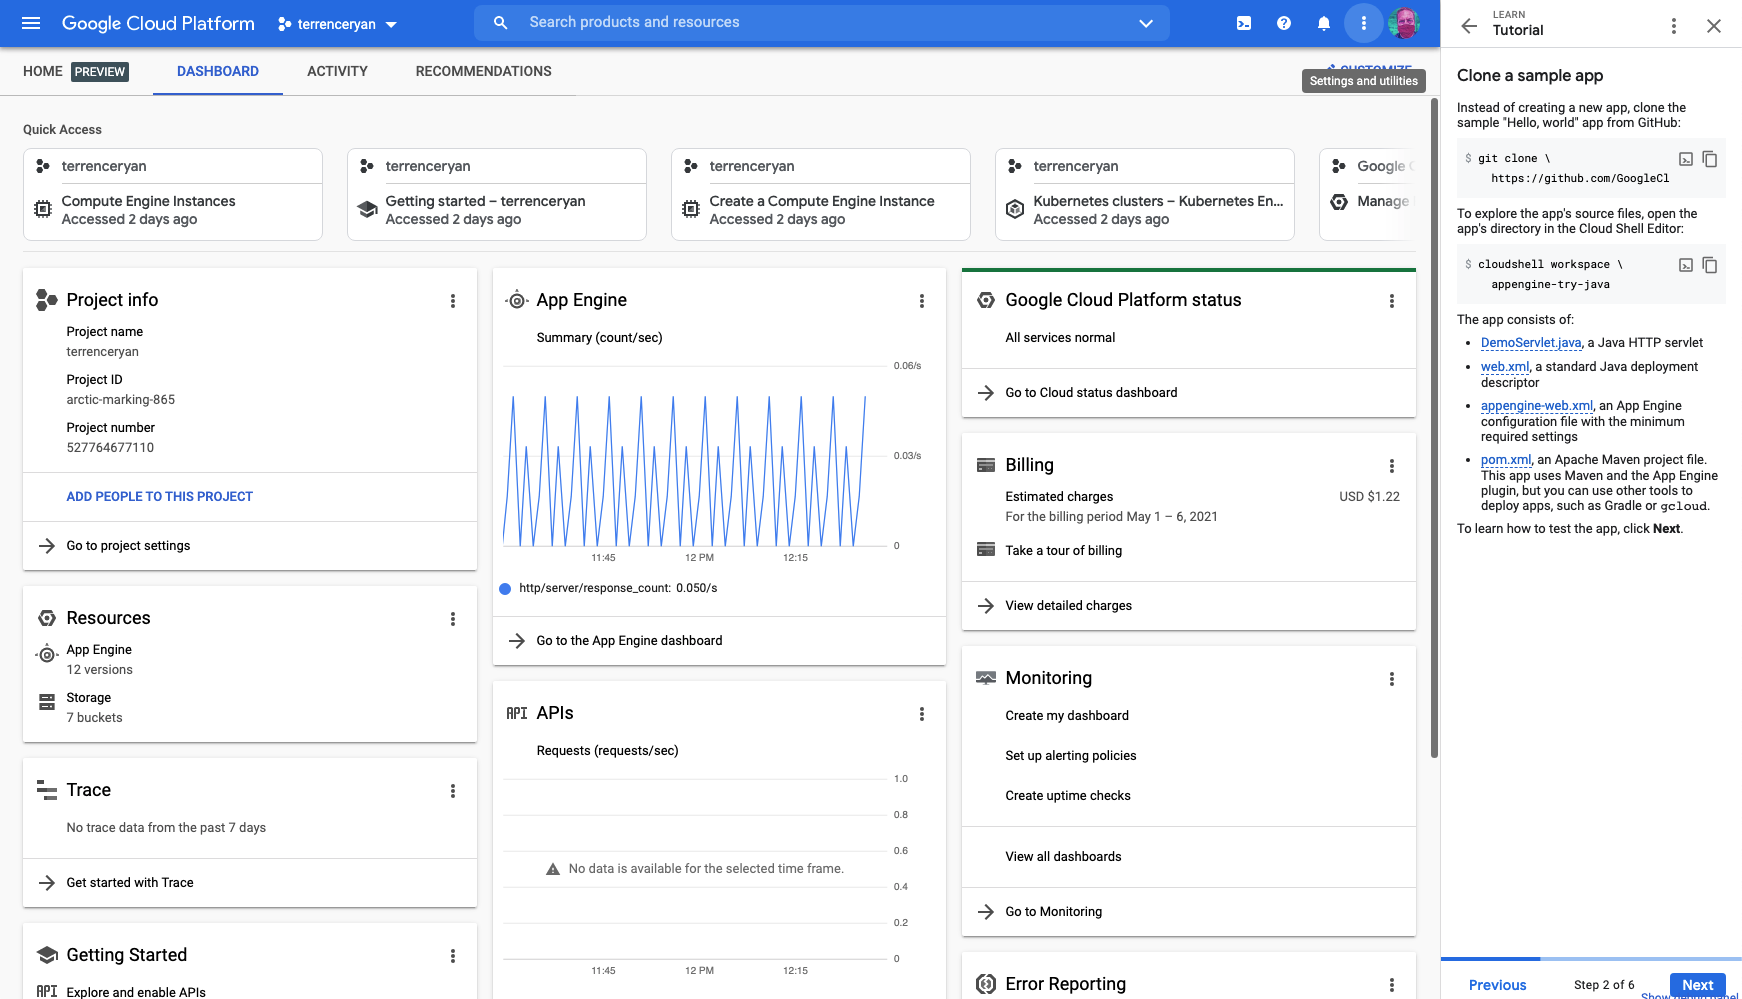 Google Cloud Platform
terrenceryan
Search products and resources
HOME PREVIEW
DASHBOARD
ACTIVITY
RECOMMENDATIONS
CUSTOMIZE
Settings and utilities
Quick Access
terrenceryan
Compute Engine Instances
Accessed 2 days ago
terrenceryan
Getting started – terrenceryan
Accessed 2 days ago
terrenceryan
Create a Compute Engine Instance
Accessed 2 days ago
terrenceryan
Kubernetes clusters – Kubernetes En...
Accessed 2 days ago
Google
Manage
Project info
Project name
terrenceryan
Project ID
arctic-marking-865
Project number
527764677110
ADD PEOPLE TO THIS PROJECT
Go to project settings
Resources
App Engine
12 versions
Storage
7 buckets
Trace
No trace data from the past 7 days
Get started with Trace
Getting Started
API Explore and enable APIs
App Engine
Summary (count/sec)
0.06/s
0.03/s
0
11:45 12 PM 12:15
http/server/response_count: 0.050/s
Go to the App Engine dashboard
API APIs
Requests (requests/sec)
1.0
0.8
0.6
No data is available for the selected time frame.
0.4
0.2
0
11:45 12 PM 12:15
Google Cloud Platform status
All services normal
Go to Cloud status dashboard
Billing
Estimated charges USD $1.22
For the billing period May 1 – 6, 2021
Take a tour of billing
View detailed charges
Monitoring
Create my dashboard
Set up alerting policies
Create uptime checks
View all dashboards
Go to Monitoring
Error Reporting
LEARN
Tutorial
Clone a sample app
Instead of creating a new app, clone the
sample "Hello, world" app from GitHub:
$ git clone \
https://github.com/GoogleCl
To explore the app's source files, open the
app's directory in the Cloud Shell Editor:
$ cloudshell workspace \
appengine-try-java
The app consists of:
• DemoServlet.java, a Java HTTP servlet
• web.xml, a standard Java deployment
descriptor
• appengine-web.xml, an App Engine
configuration file with the minimum
required settings
• pom.xml, an Apache Maven project file.
This app uses Maven and the App Engine
plugin, but you can use other tools to
deploy apps, such as Gradle or gcloud.
To learn how to test the app, click Next.
Previous
Step 2 of 6
Next
Show debug panel